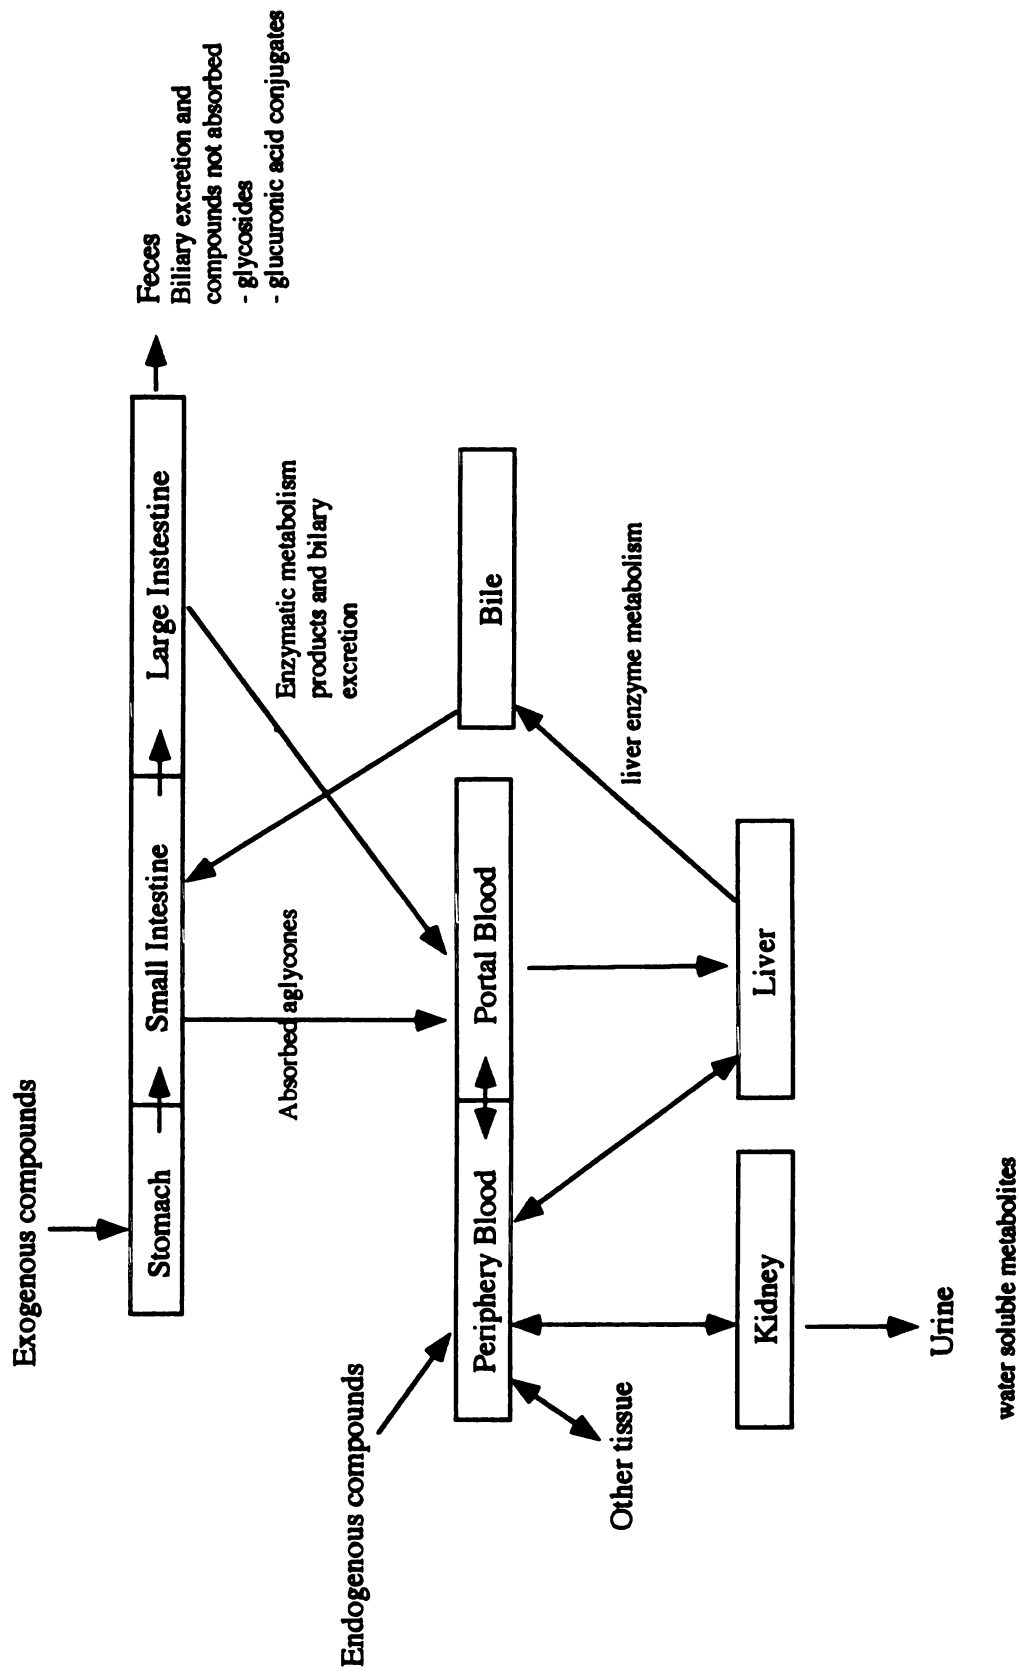 Exogenous compounds
Stomach
Small Intestine
Large Instestine
Feces
Biliary excretion and
compounds not absorbed
- glycosides
- glucuronic acid conjugates
Absorbed aglycones
Enzymatic metabolism
products and bilary
excretion
Endogenous compounds
Periphery Blood
Portal Blood
Bile
Other tissue
liver enzyme metabolism
Kidney
Liver
Urine
water soluble metabolites